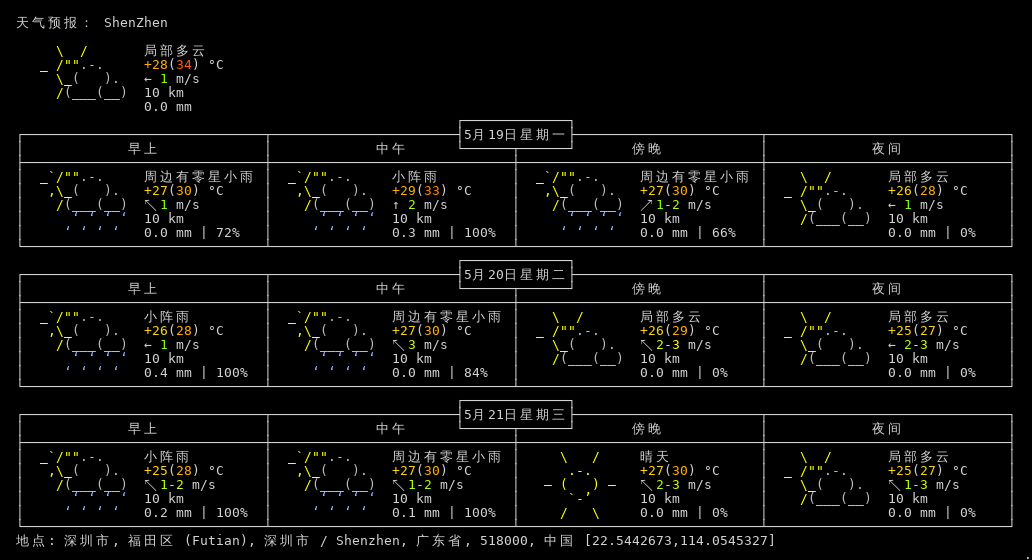 天气预报： ShenZhen
局部多云
+28(34) °C
← 1 m/s
10 km
0.0 mm
5月19日星期一
早上 中午 傍晚 夜间
周边有零星小雨 小阵雨 周边有零星小雨 局部多云
+27(30) °C +29(33) °C +27(30) °C +26(28) °C
↖ 1 m/s ↑ 2 m/s ↗ 1-2 m/s ← 1 m/s
10 km 10 km 10 km 10 km
0.0 mm | 72% 0.3 mm | 100% 0.0 mm | 66% 0.0 mm | 0%
5月20日星期二
早上 中午 傍晚 夜间
小阵雨 周边有零星小雨 局部多云 局部多云
+26(28) °C +27(30) °C +26(29) °C +25(27) °C
← 1 m/s ↖ 3 m/s ↖ 2-3 m/s ← 2-3 m/s
10 km 10 km 10 km 10 km
0.4 mm | 100% 0.0 mm | 84% 0.0 mm | 0% 0.0 mm | 0%
5月21日星期三
早上 中午 傍晚 夜间
小阵雨 周边有零星小雨 晴天 局部多云
+25(28) °C +27(30) °C +27(30) °C +25(27) °C
↖ 1-2 m/s ↖ 1-2 m/s ↖ 2-3 m/s ↖ 1-3 m/s
10 km 10 km 10 km 10 km
0.2 mm | 100% 0.1 mm | 100% 0.0 mm | 0% 0.0 mm | 0%
地点: 深圳市, 福田区 (Futian), 深圳市 / Shenzhen, 广东省, 518000, 中国 [22.5442673,114.0545327]